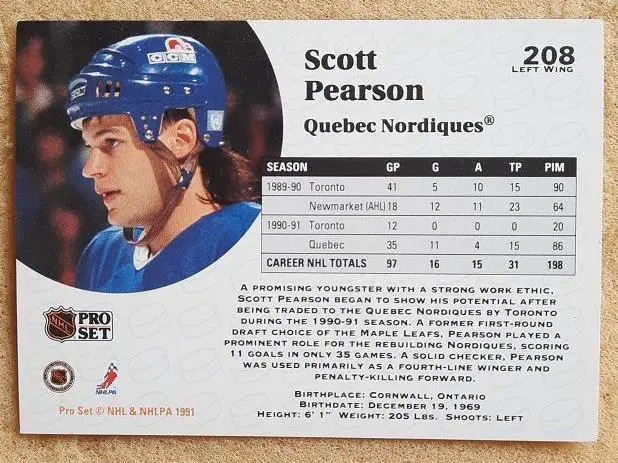 CCM
Scott
Pearson
Quebec Nordiques®
208
LEFT WING
SEASON GP G A TP PIM
1989-90 Toronto 41 5 10 15 90
Newmarket (AHL) 18 12 11 23 64
1990-91 Toronto 12 0 0 0 20
Quebec 35 11 4 15 86
CAREER NHL TOTALS 97 16 15 31 198
A PROMISING YOUNGSTER WITH A STRONG WORK ETHIC,
SCOTT PEARSON BEGAN TO SHOW HIS POTENTIAL AFTER
BEING TRADED TO THE QUEBEC NORDIQUES BY TORONTO
DURING THE 1990-91 SEASON. A FORMER FIRST-ROUND
DRAFT CHOICE OF THE MAPLE LEAFS, PEARSON PLAYED A
PROMINENT ROLE FOR THE REBUILDING NORDIQUES, SCORING
11 GOALS IN ONLY 35 GAMES. A SOLID CHECKER, PEARSON
WAS USED PRIMARILY AS A FOURTH-LINE WINGER AND
PENALTY-KILLING FORWARD.
BIRTHPLACE: CORNWALL, ONTARIO
BIRTHDATE: DECEMBER 19, 1969
HEIGHT: 6' 1" WEIGHT: 205 LBS. SHOOTS: LEFT
NHL PRO
SET
NHL
NHLPA
Pro Set © NHL & NHLPA 1991